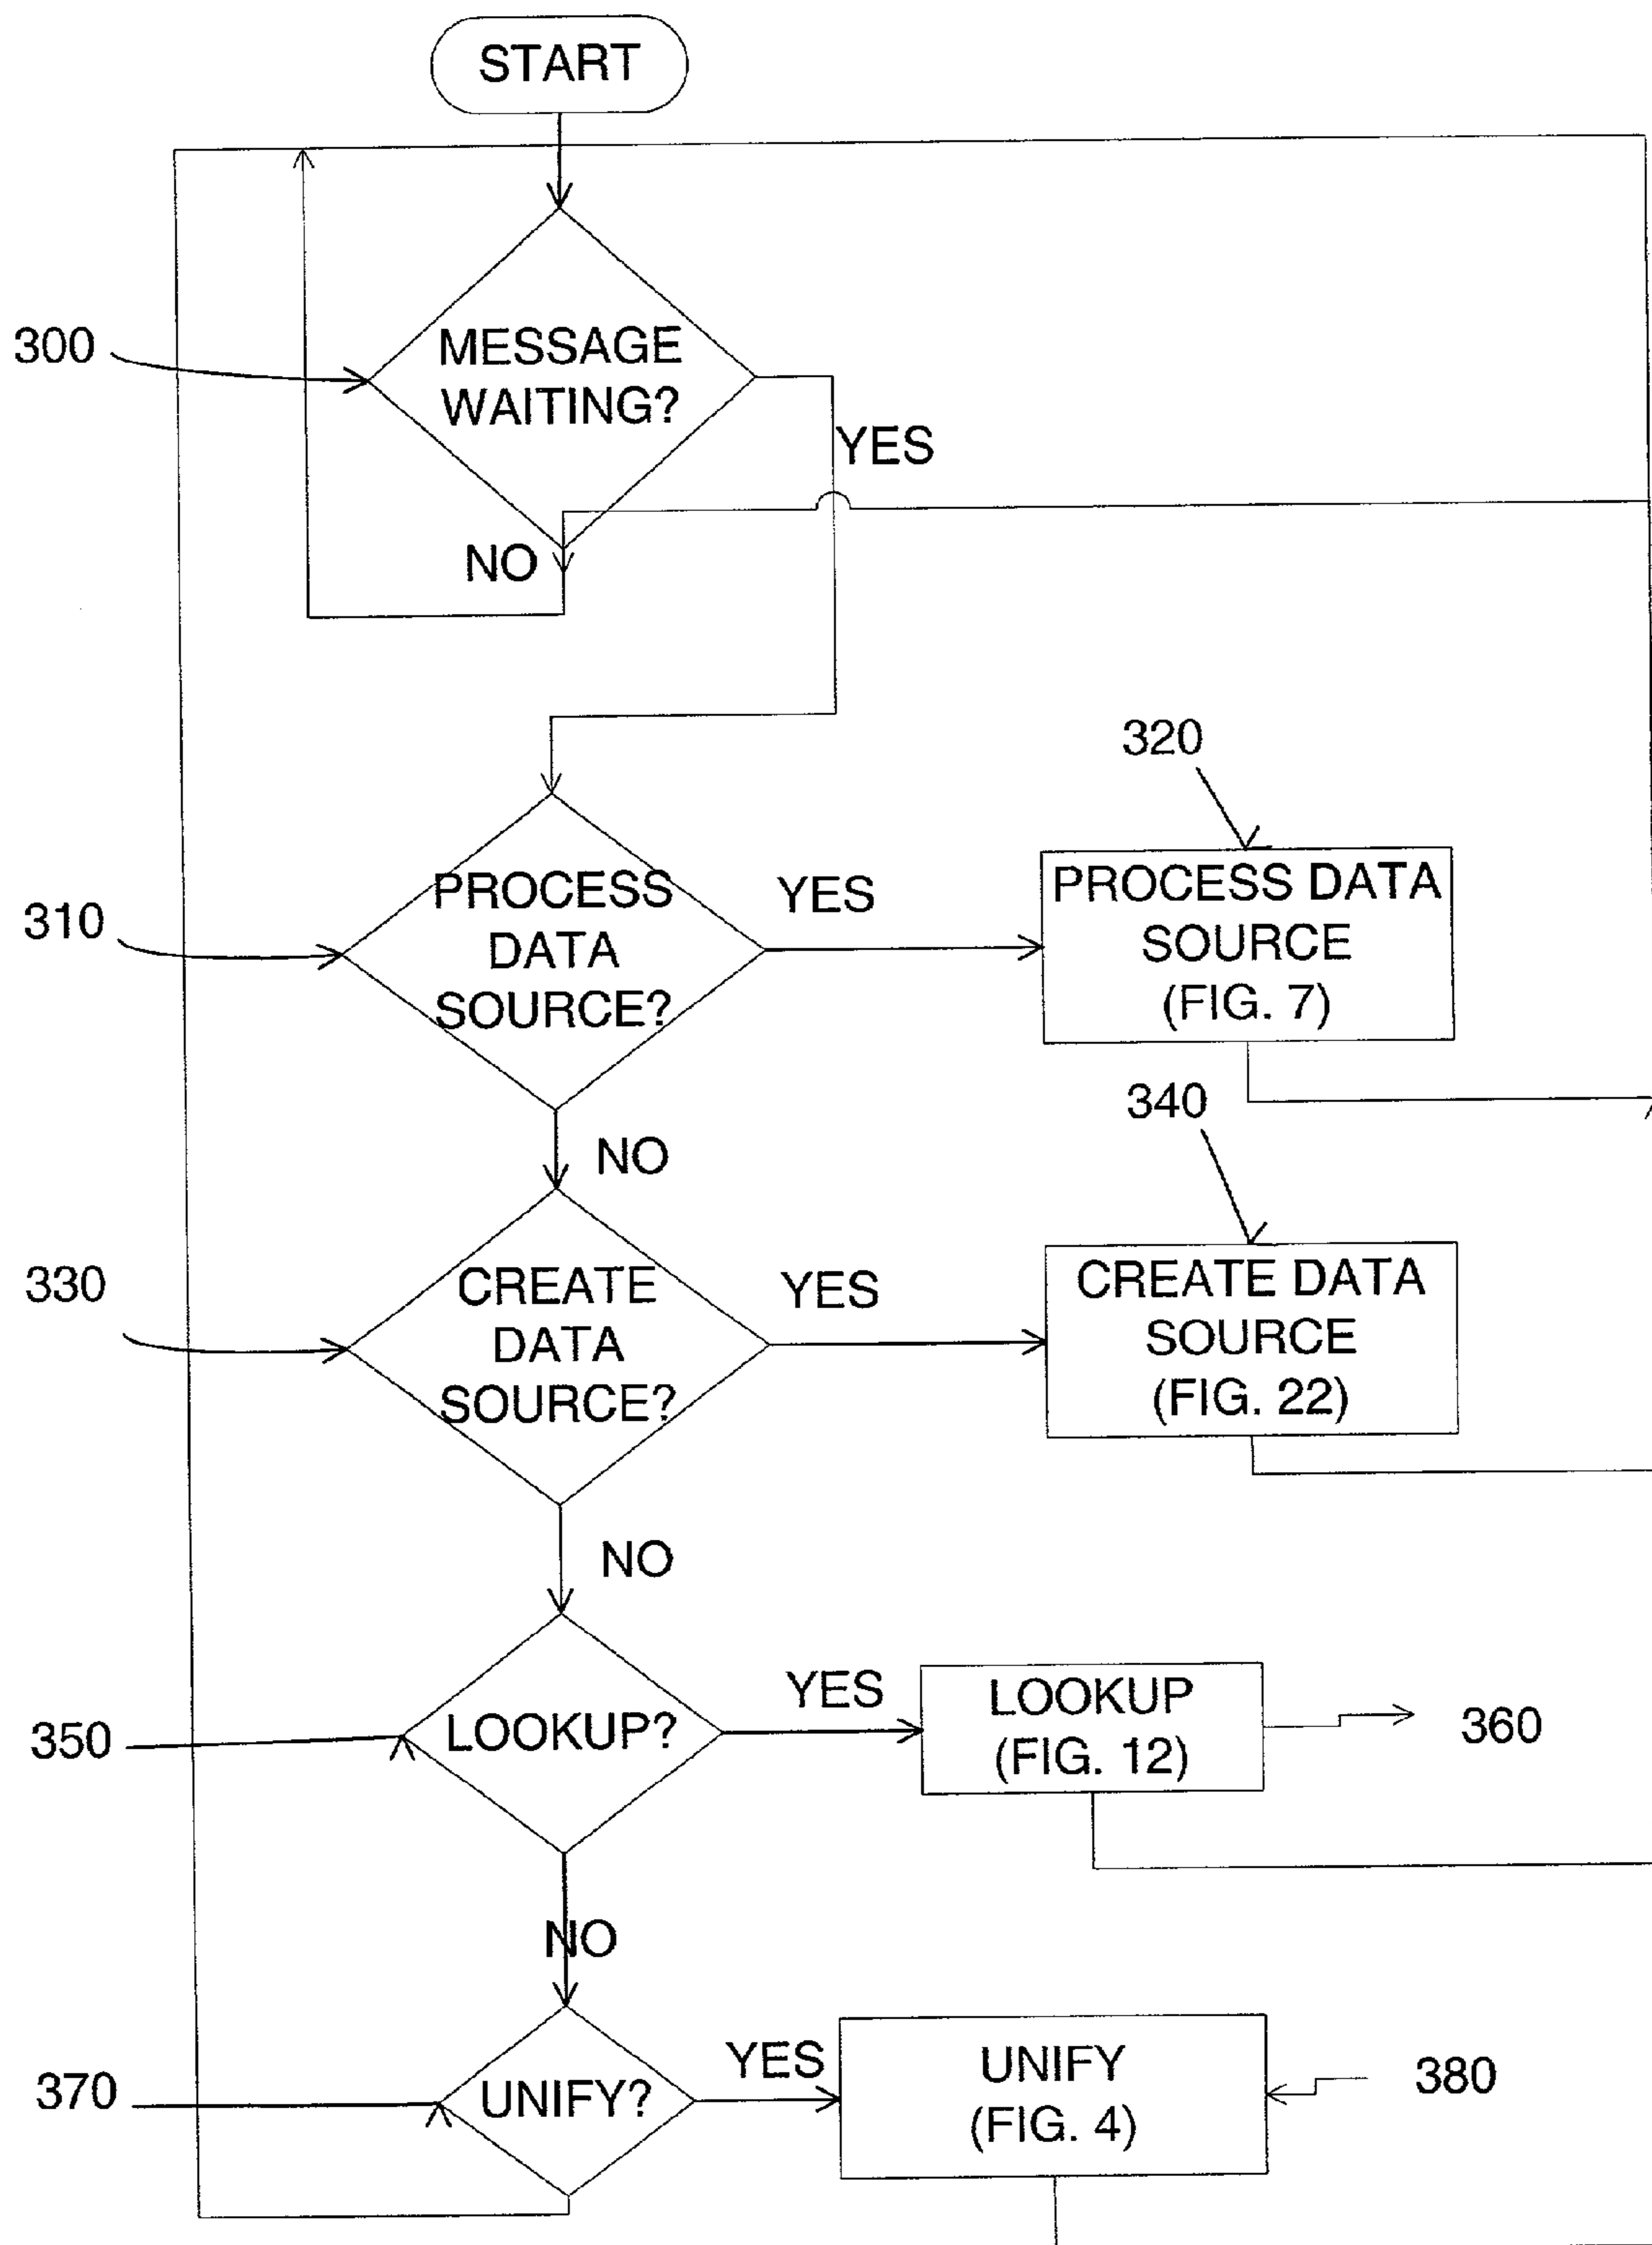 START
300
MESSAGE
WAITING?
YES
NO
320
310
PROCESS
DATA
SOURCE?
YES
PROCESS DATA
SOURCE
(FIG. 7)
NO
340
330
CREATE
DATA
SOURCE?
YES
CREATE DATA
SOURCE
(FIG. 22)
NO
350
LOOKUP?
YES
LOOKUP
(FIG. 12)
360
NO
370
UNIFY?
YES
UNIFY
(FIG. 4)
380